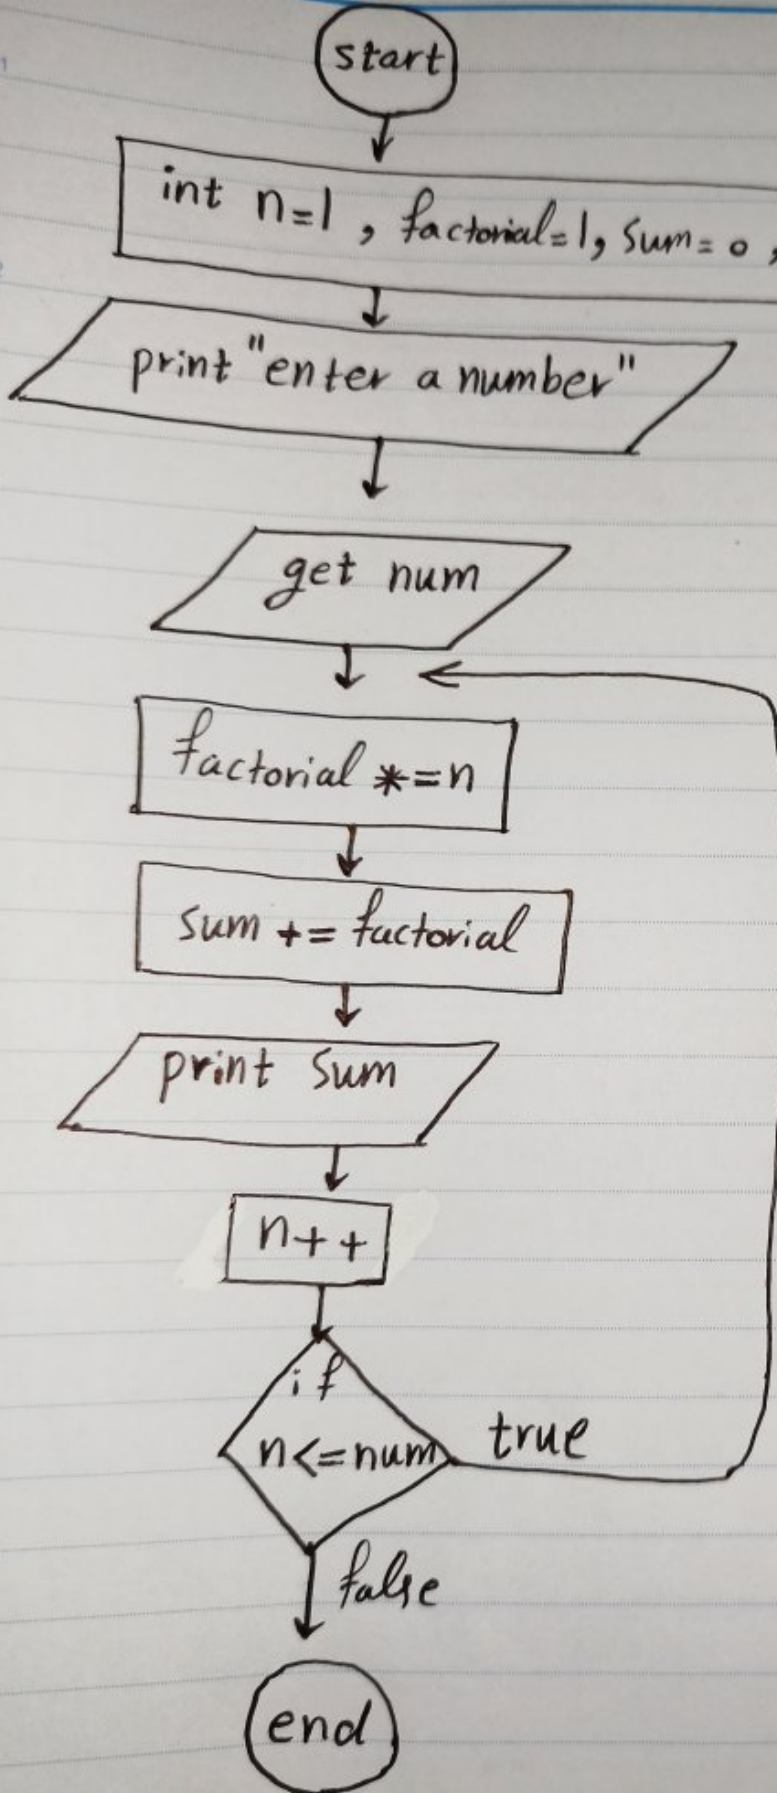 start
int n=1, factorial=1, sum=0,
print "enter a number"
get num
factorial *=n
sum += factorial
print sum
n++
if
n<=num
true
false
end